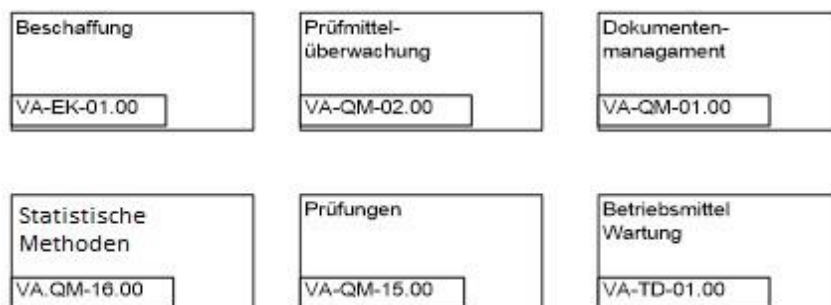 Beschaffung
VA-EK-01.00
Prüfmittel-
überwachung
VA-QM-02.00
Dokumenten-
managament
VA-QM-01.00
Statistische
Methoden
VA.QM-16.00
Prüfungen
VA-QM-15.00
Betriebsmittel
Wartung
VA-TD-01.00